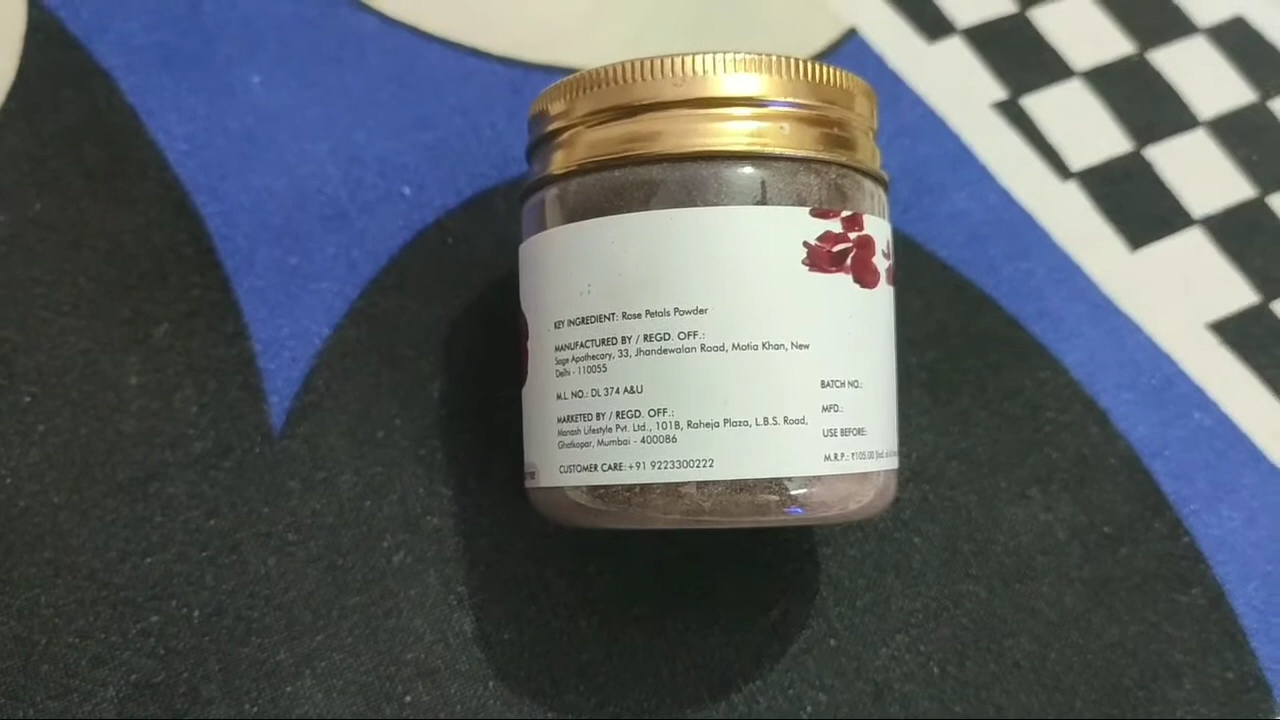 KEY INGREDIENT: Rose Petals Powder
MANUFACTURED BY / REGD. OFF.:
Sage Apothecary, 33, Jhandewalan Road, Motia Khan, New
Delhi - 110055
M.L. NO.: DL 374 A&U
MARKETED BY / REGD. OFF.:
Manash Lifestyle Pvt. Ltd., 101B, Raheja Plaza, L.B.S. Road,
Ghatkopar, Mumbai - 400086
CUSTOMER CARE:+91 9223300222
BATCH NO.:
MFD.:
USE BEFORE:
M.R.P.: ₹105.00